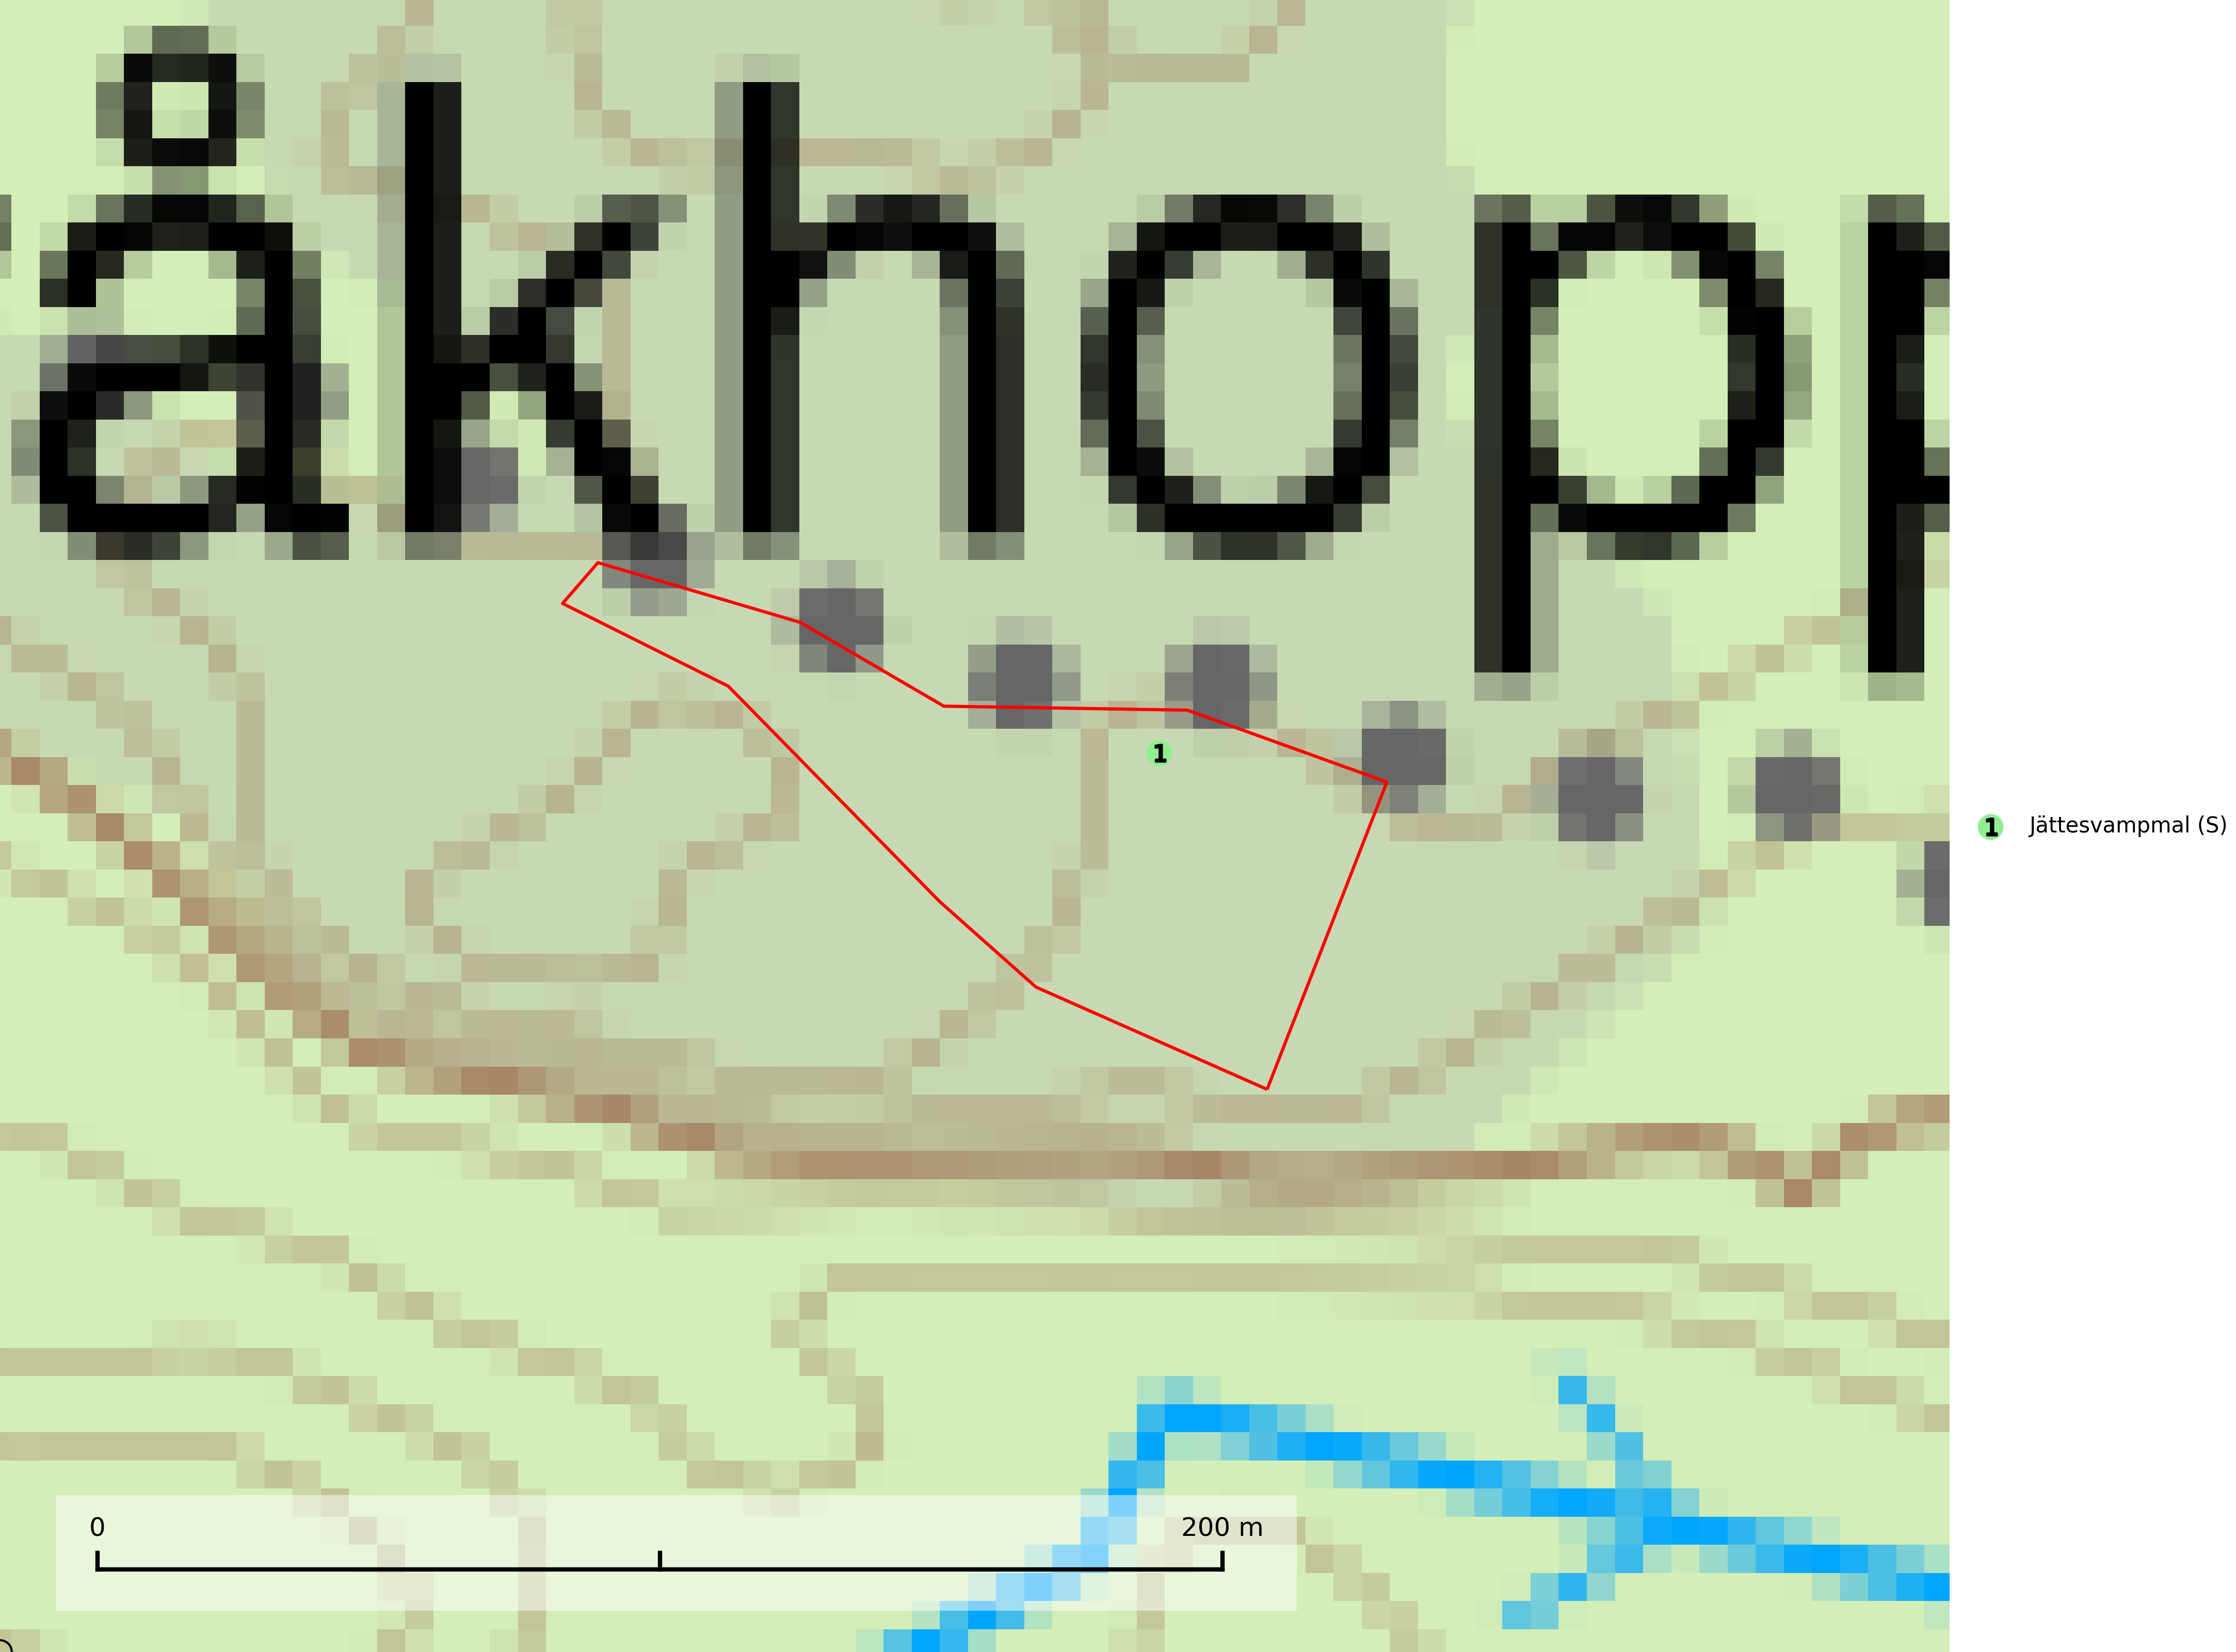 åkhopp
1
1 Jättesvampmal (S)
0 200 m